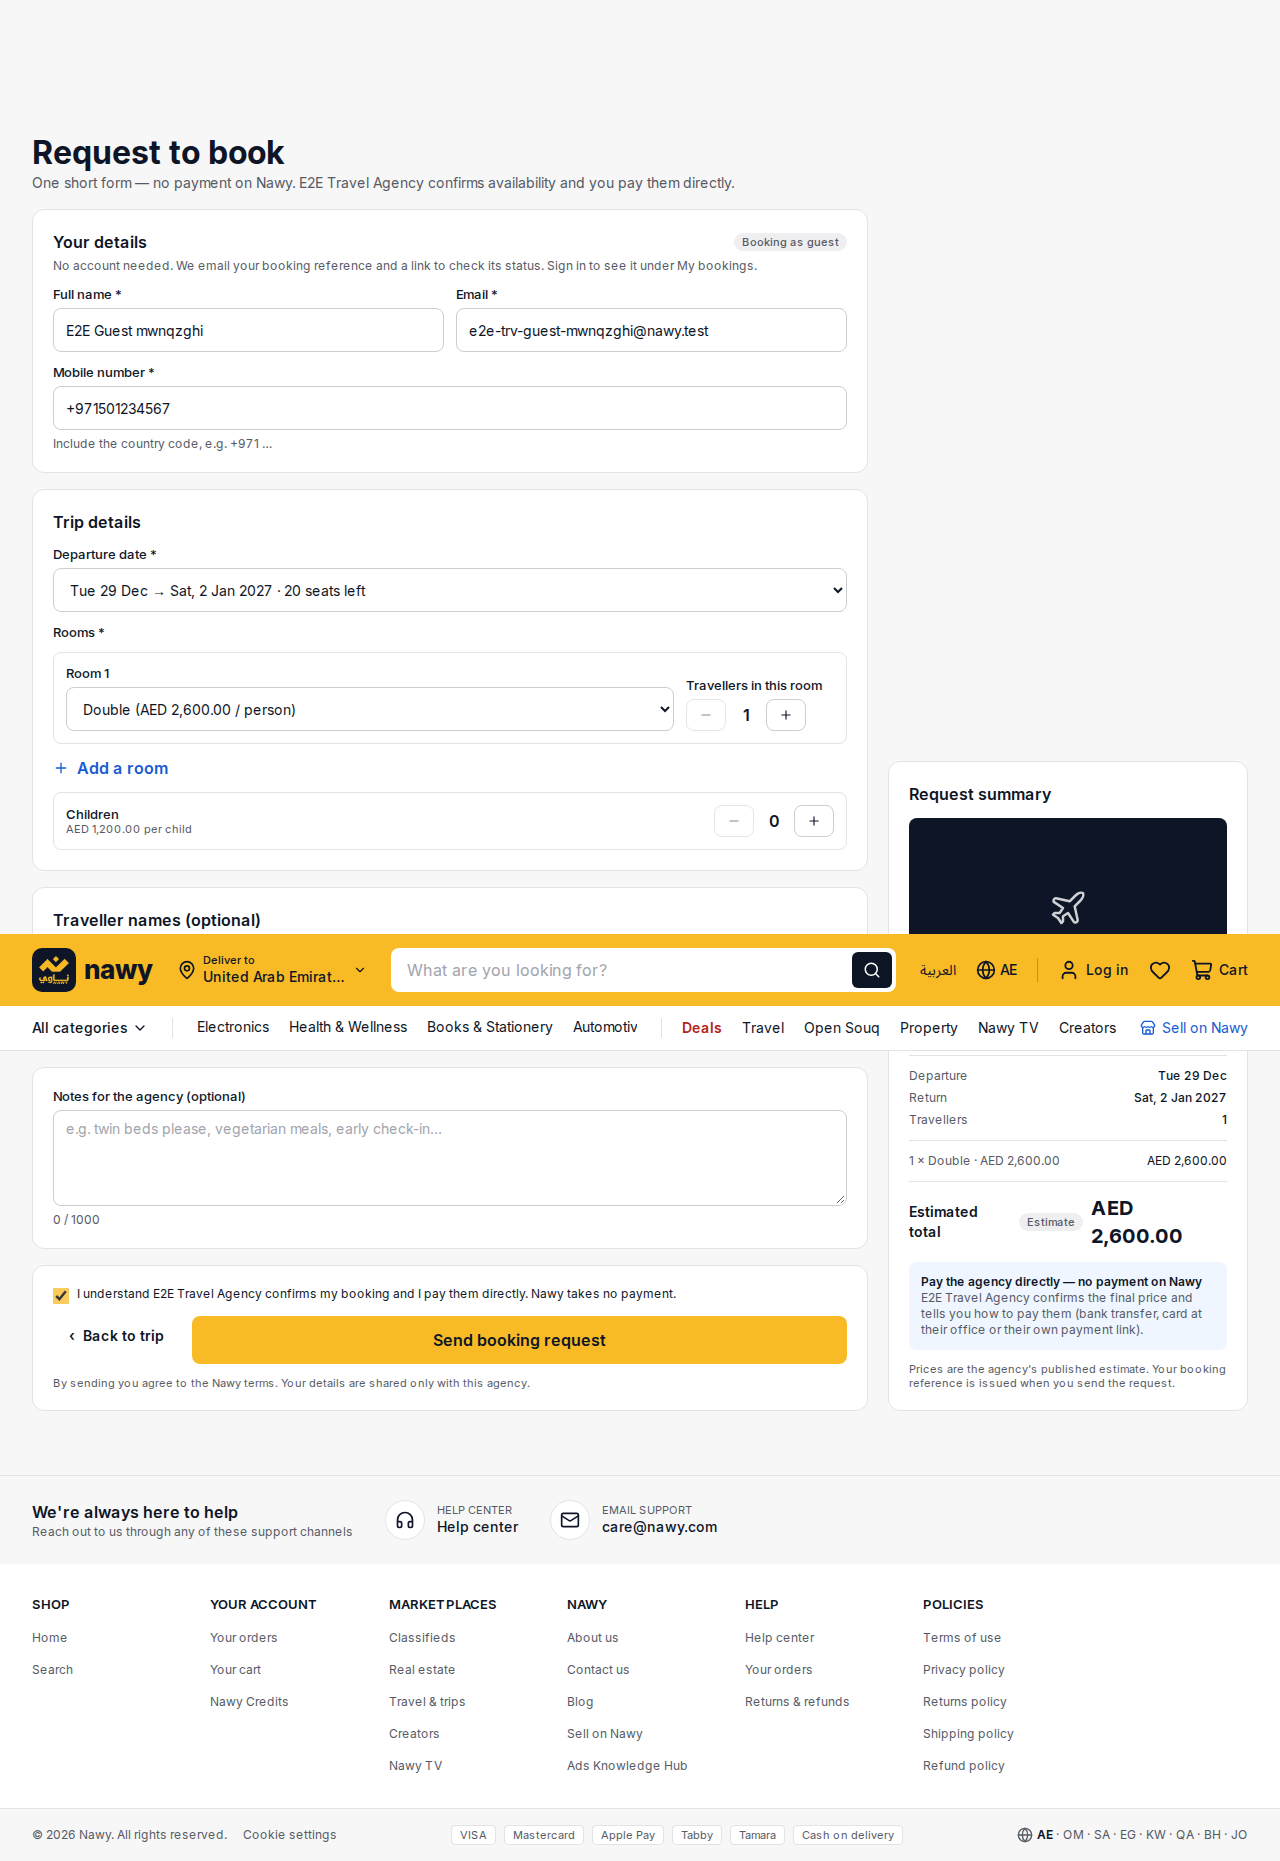 Request to book
One short form — no payment on Nawy. E2E Travel Agency confirms availability and you pay them directly.
Your details
Booking as guest
No account needed. We email your booking reference and a link to check its status. Sign in to see it under My bookings.
Full name *
Email *
E2E Guest mwnqzghi
e2e-trv-guest-mwnqzghi@nawy.test
Mobile number *
+971501234567
Include the country code, e.g. +971 ...
Trip details
Departure date *
Tue 29 Dec → Sat, 2 Jan 2027 · 20 seats left
Rooms *
Room 1
Travellers in this room
Double (AED 2,600.00 / person)
− 1 +
+ Add a room
Children
AED 1,200.00 per child
− 0 +
Request summary
Traveller names (optional)
ناوي
NAWY
nawy
Deliver to
United Arab Emirat...
What are you looking for?
العربية
AE
Log in
Cart
All categories
Electronics
Health & Wellness
Books & Stationery
Automotiv
Deals
Travel
Open Souq
Property
Nawy TV
Creators
Sell on Nawy
Notes for the agency (optional)
e.g. twin beds please, vegetarian meals, early check-in...
0 / 1000
Departure
Tue 29 Dec
Return
Sat, 2 Jan 2027
Travellers
1
1 × Double · AED 2,600.00
AED 2,600.00
Estimated total
Estimate
AED 2,600.00
Pay the agency directly — no payment on Nawy
E2E Travel Agency confirms the final price and
tells you how to pay them (bank transfer, card at
their office or their own payment link).
Prices are the agency's published estimate. Your booking
reference is issued when you send the request.
I understand E2E Travel Agency confirms my booking and I pay them directly. Nawy takes no payment.
‹ Back to trip
Send booking request
By sending you agree to the Nawy terms. Your details are shared only with this agency.
We're always here to help
Reach out to us through any of these support channels
HELP CENTER
Help center
EMAIL SUPPORT
care@nawy.com
SHOP
Home
Search
YOUR ACCOUNT
Your orders
Your cart
Nawy Credits
MARKETPLACES
Classifieds
Real estate
Travel & trips
Creators
Nawy TV
NAWY
About us
Contact us
Blog
Sell on Nawy
Ads Knowledge Hub
HELP
Help center
Your orders
Returns & refunds
POLICIES
Terms of use
Privacy policy
Returns policy
Shipping policy
Refund policy
© 2026 Nawy. All rights reserved.
Cookie settings
VISA
Mastercard
Apple Pay
Tabby
Tamara
Cash on delivery
AE · OM · SA · EG · KW · QA · BH · JO